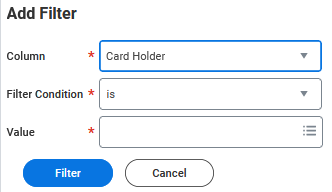 Add Filter
Column * Card Holder
Filter Condition * is
Value *
Filter Cancel